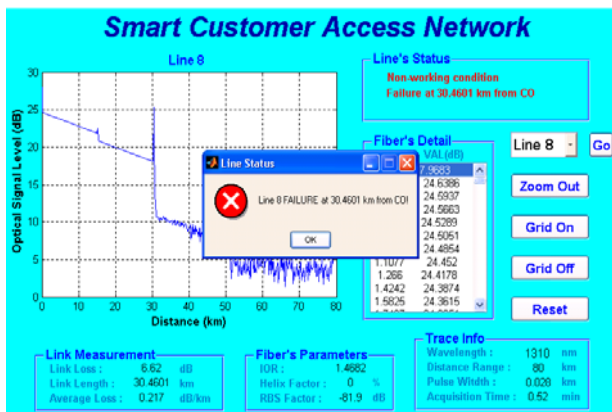 Smart Customer Access Network
Line 8
Optical Signal Level (dB)
30
25
20
15
10
5
0
0 10 20 30 40 50 60 70 80
Distance (km)
Line's Status
Non-working condition
Failure at 30.4601 km from CO
Fiber's Detail
VAL(dB)
7.9683
24.6386
24.5937
24.5663
24.5289
24.5051
24.4854
1.1077 24.452
1.266 24.4178
1.4242 24.3874
1.5825 24.3615
Line 8
Go
Zoom Out
Grid On
Grid Off
Reset
Line Status
Line 8 FAILURE at 30.4601 km from CO!
OK
Link Measurement
Link Loss : 6.62 dB
Link Length : 30.4601 km
Average Loss : 0.217 dB/km
Fiber's Parameters
IOR : 1.4682
Helix Factor : 0 %
RBS Factor : -81.9 dB
Trace Info
Wavelength : 1310 nm
Distance Range : 80 km
Pulse Witdth : 0.028 km
Acquisition Time : 0.52 min